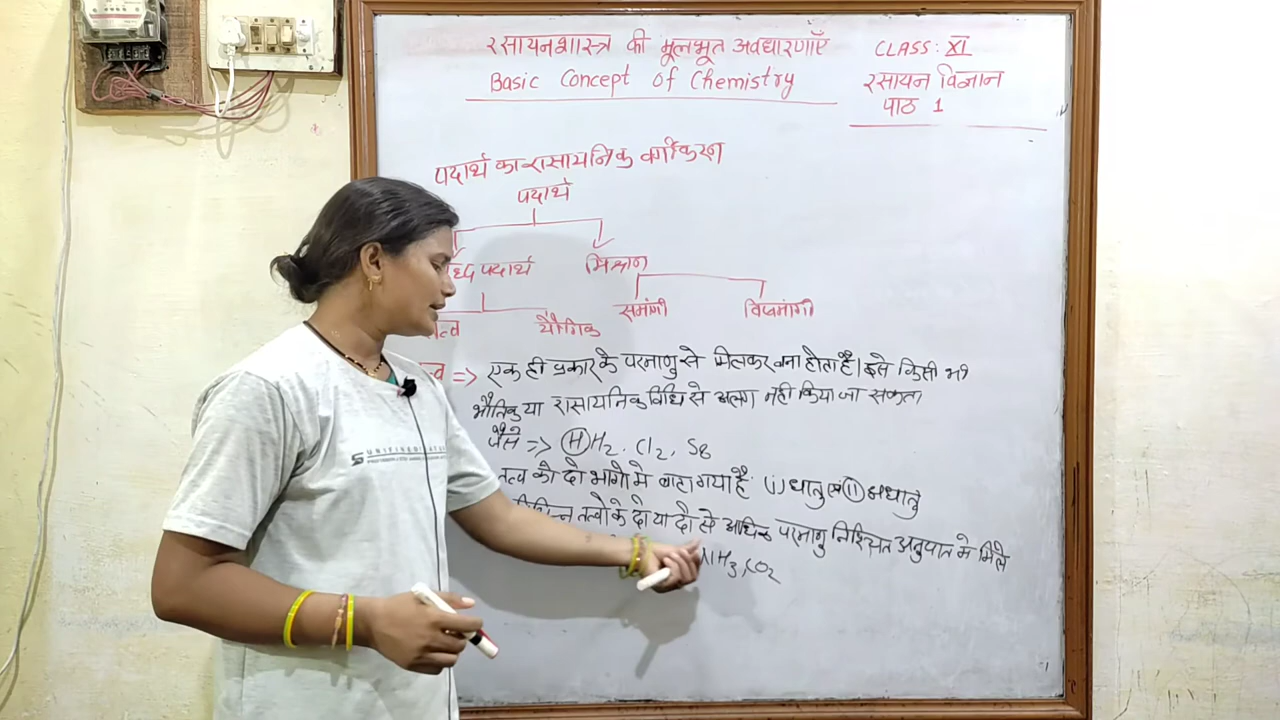 रसायनशास्त्र की मूलभूत अवधारणाएँ
Basic Concept of Chemistry
CLASS: XI
रसायन विज्ञान
पाठ 1
पदार्थ का रासायनिक वर्गीकरण
पदार्थ
पदार्थ मिश्रण
यौगिक समांगी विषमांगी
=> एक ही प्रकार के परमाणु से मिलकर बना होता है। इसे किसी भी
भौतिक या रासायनिक विधि से अलग नही किया जा सकता
जैसे => (H) H2. Cl2, S8
तत्व को दो भागो मे बाटा गया है (i) धातु (ii) अधातु
तत्वो के दो या दो से अधिक परमाणु निश्चित अनुपात मे मिले
NH3, CO2